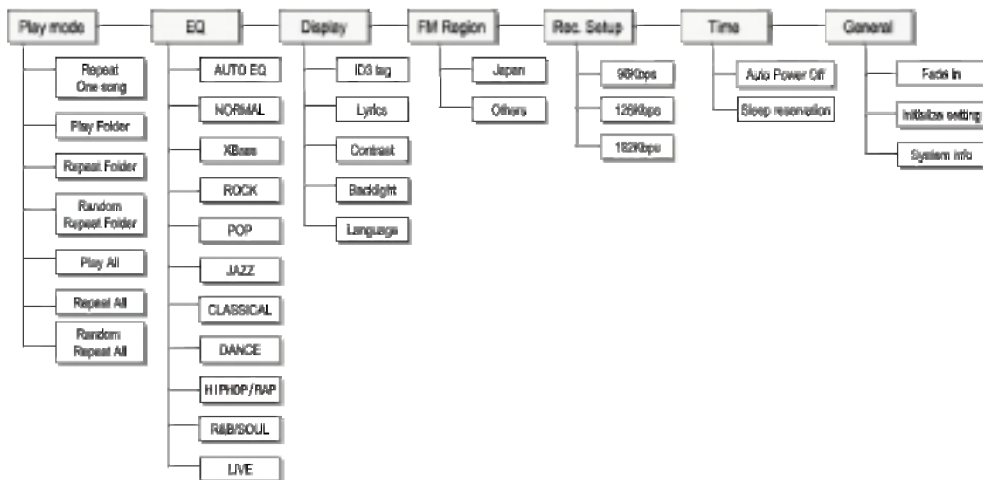 Play mode
EQ
Display
FM Region
Rec. Setup
Time
General
Repeat
One song
Play Folder
Repeat Folder
Random
Repeat Folder
Play All
Repeat All
Random
Repeat All
AUTO EQ
NORMAL
XBass
ROCK
POP
JAZZ
CLASSICAL
DANCE
HIPHOP/RAP
R&B/SOUL
LIVE
ID3 tag
Lyrics
Contrast
Backlight
Language
Japan
Others
96Kbps
Auto Power Off
Sleep reservation
Fade In
Initialize setting
System info